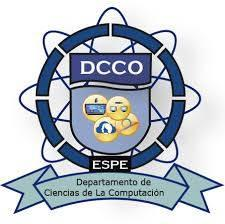 DCCO
ESPE
Departamento de
Ciencias de La Computación